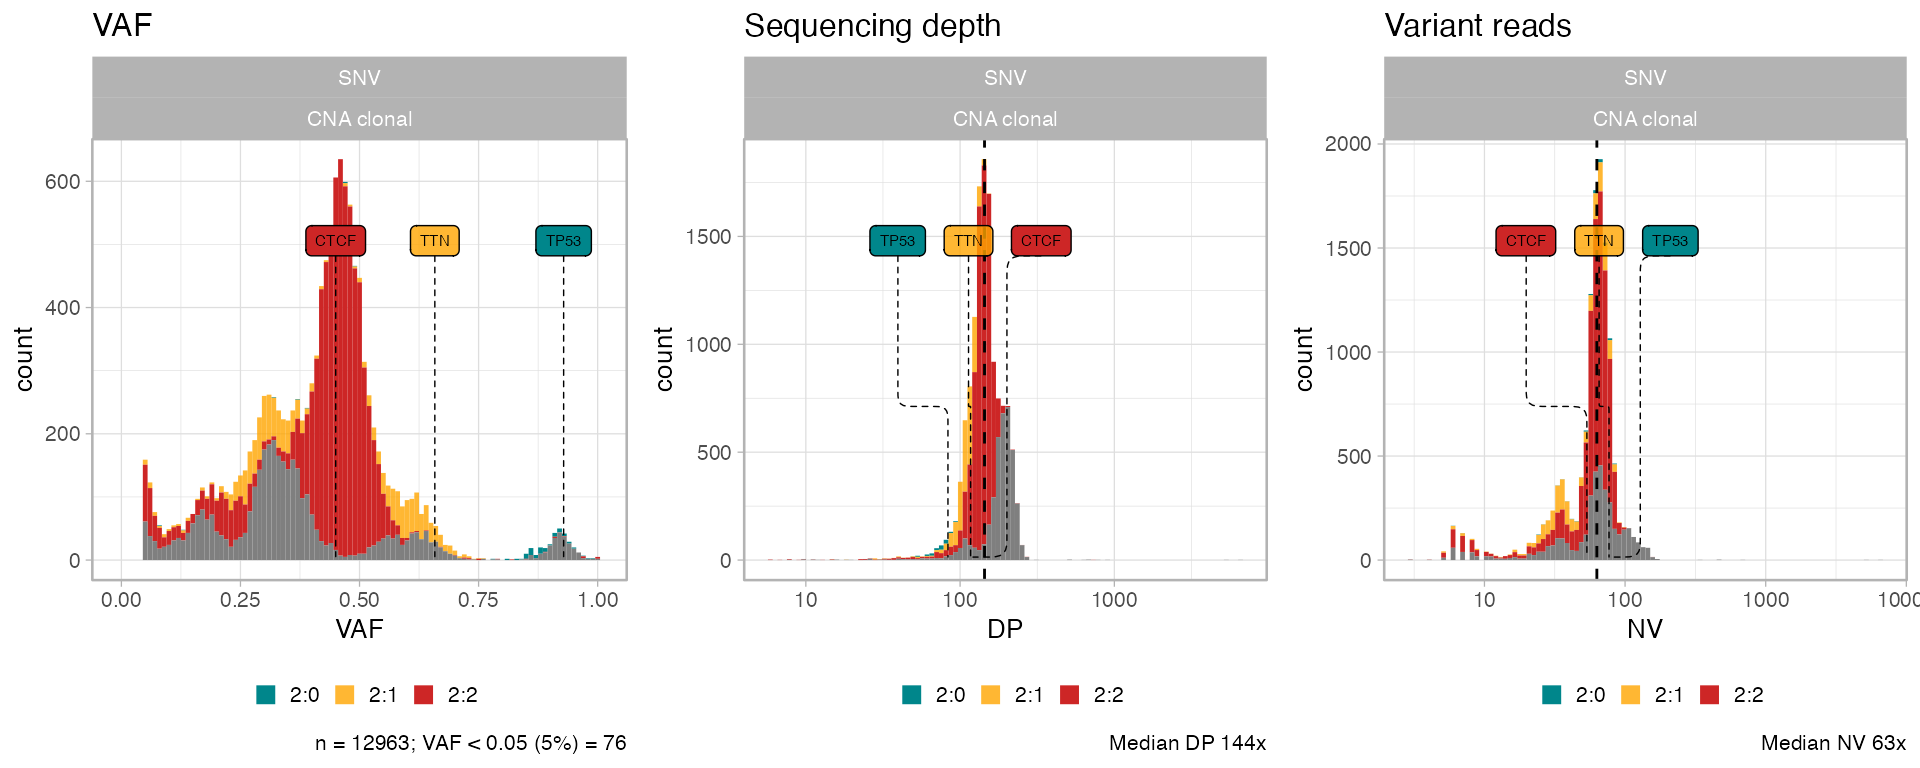 VAF
SNV
CNA clonal
600
400
200
0
count
CTCF
TTN
TP53
0.00
0.25
0.50
0.75
1.00
VAF
2:0
2:1
2:2
n = 12963; VAF < 0.05 (5%) = 76
Sequencing depth
SNV
CNA clonal
1500
1000
500
0
count
TP53
TTN
CTCF
10
100
1000
DP
2:0
2:1
2:2
Median DP 144x
Variant reads
SNV
CNA clonal
2000
1500
1000
500
0
count
CTCF
TTN
TP53
10
100
1000
1000
NV
2:0
2:1
2:2
Median NV 63x